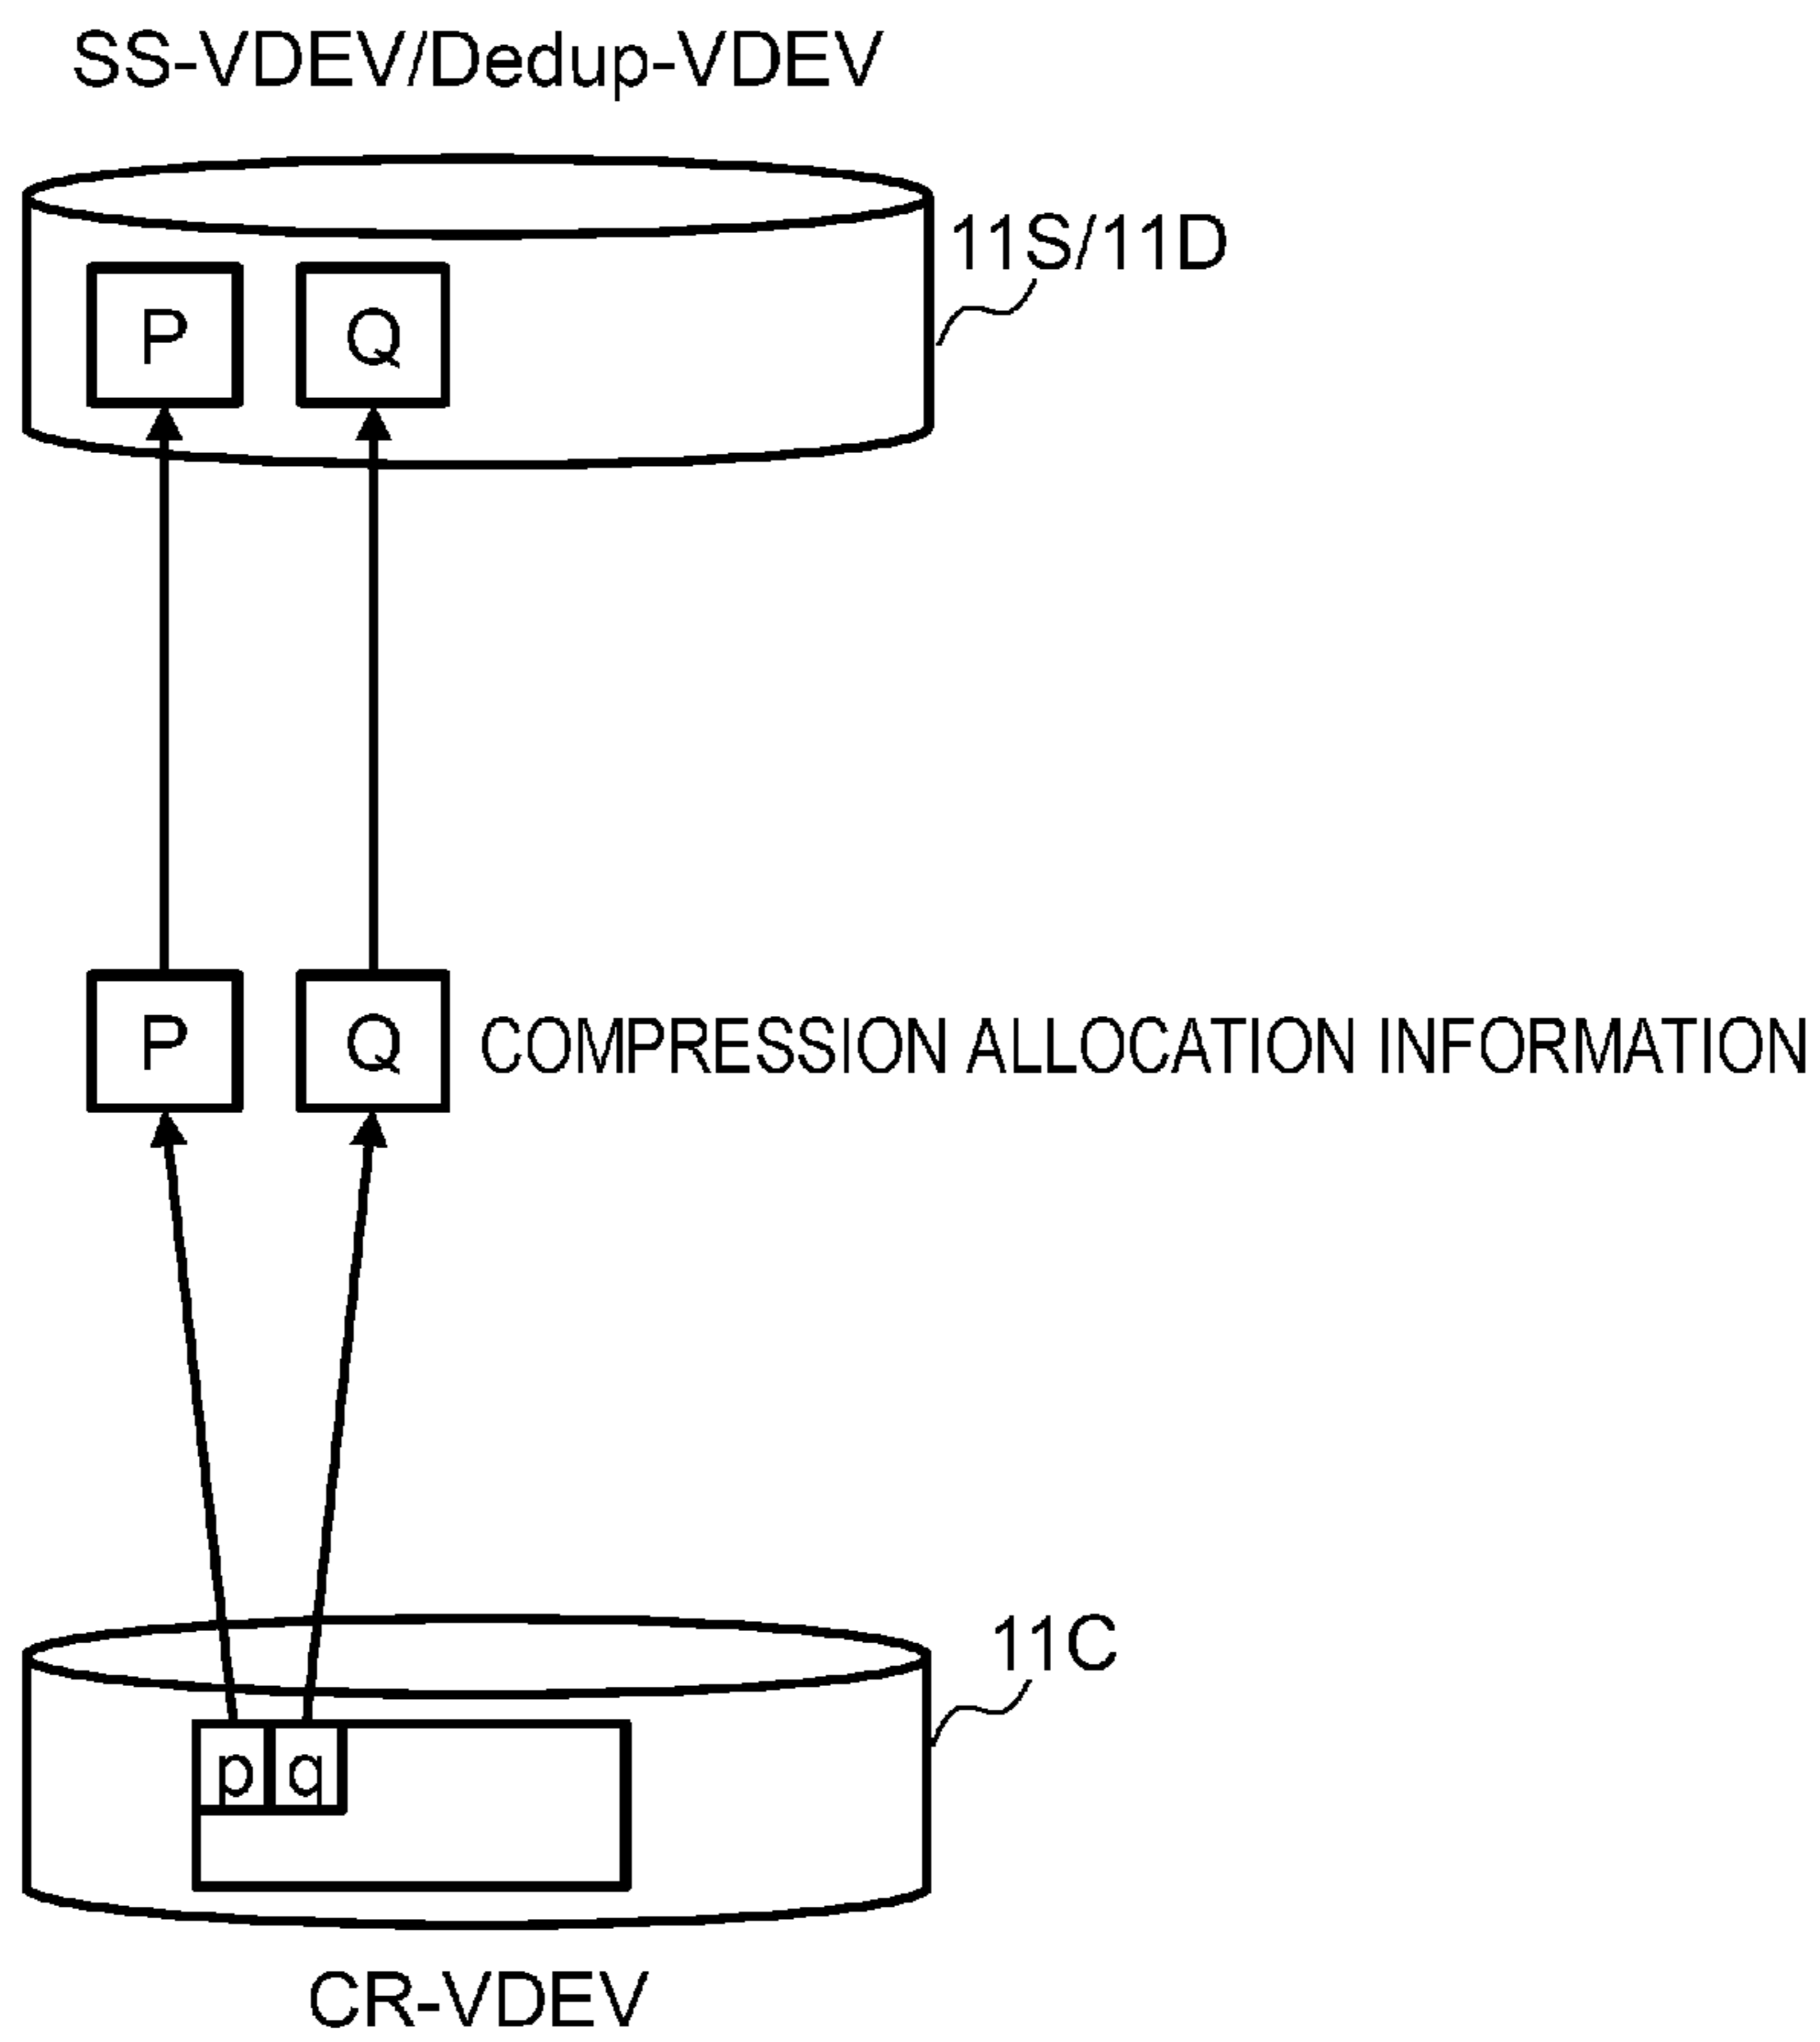 SS-VDEV/Dedup-VDEV
11S/11D
P Q
P Q COMPRESSION ALLOCATION INFORMATION
11C
p q
CR-VDEV